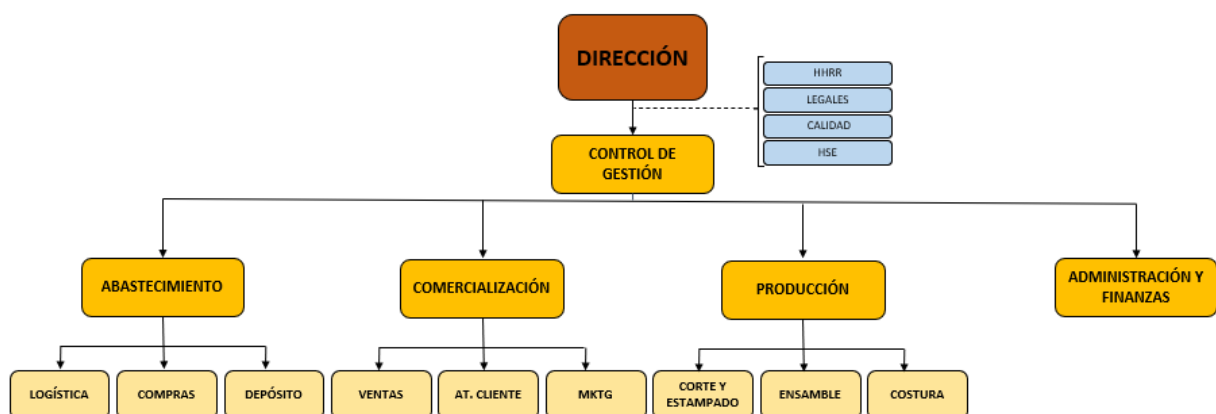 DIRECCIÓN
HHRR
LEGALES
CALIDAD
HSE
CONTROL DE
GESTIÓN
ABASTECIMIENTO
COMERCIALIZACIÓN
PRODUCCIÓN
ADMINISTRACIÓN Y
FINANZAS
LOGÍSTICA
COMPRAS
DEPÓSITO
VENTAS
AT. CLIENTE
MKTG
CORTE Y
ESTAMPADO
ENSAMBLE
COSTURA